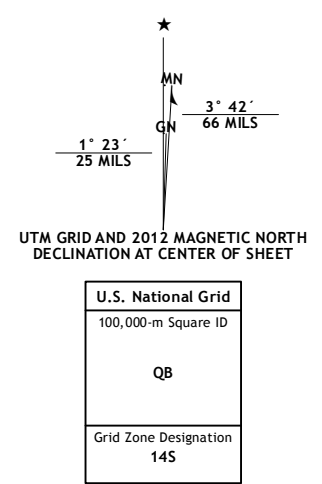 ★
MN
3° 42´
66 MILS
GN
1° 23´
25 MILS
UTM GRID AND 2012 MAGNETIC NORTH
DECLINATION AT CENTER OF SHEET
U.S. National Grid
100,000-m Square ID
QB
Grid Zone Designation
14S